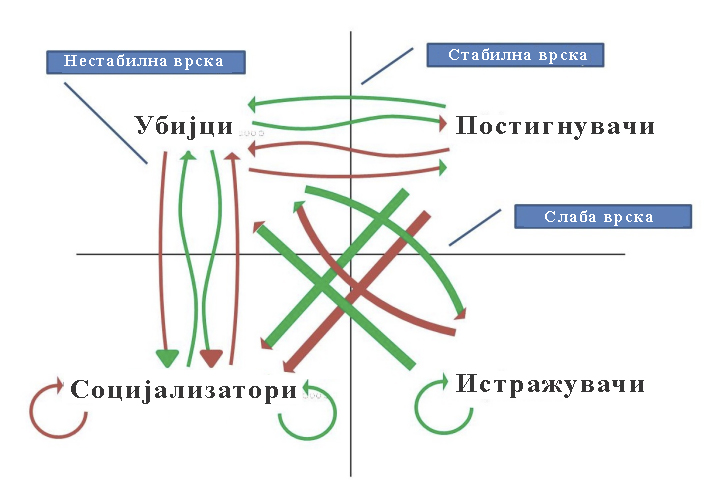 Нестабилна врска
Стабилна врска
Убијци
Постигнувачи
Слаба врска
Социјализатори
Истражувачи